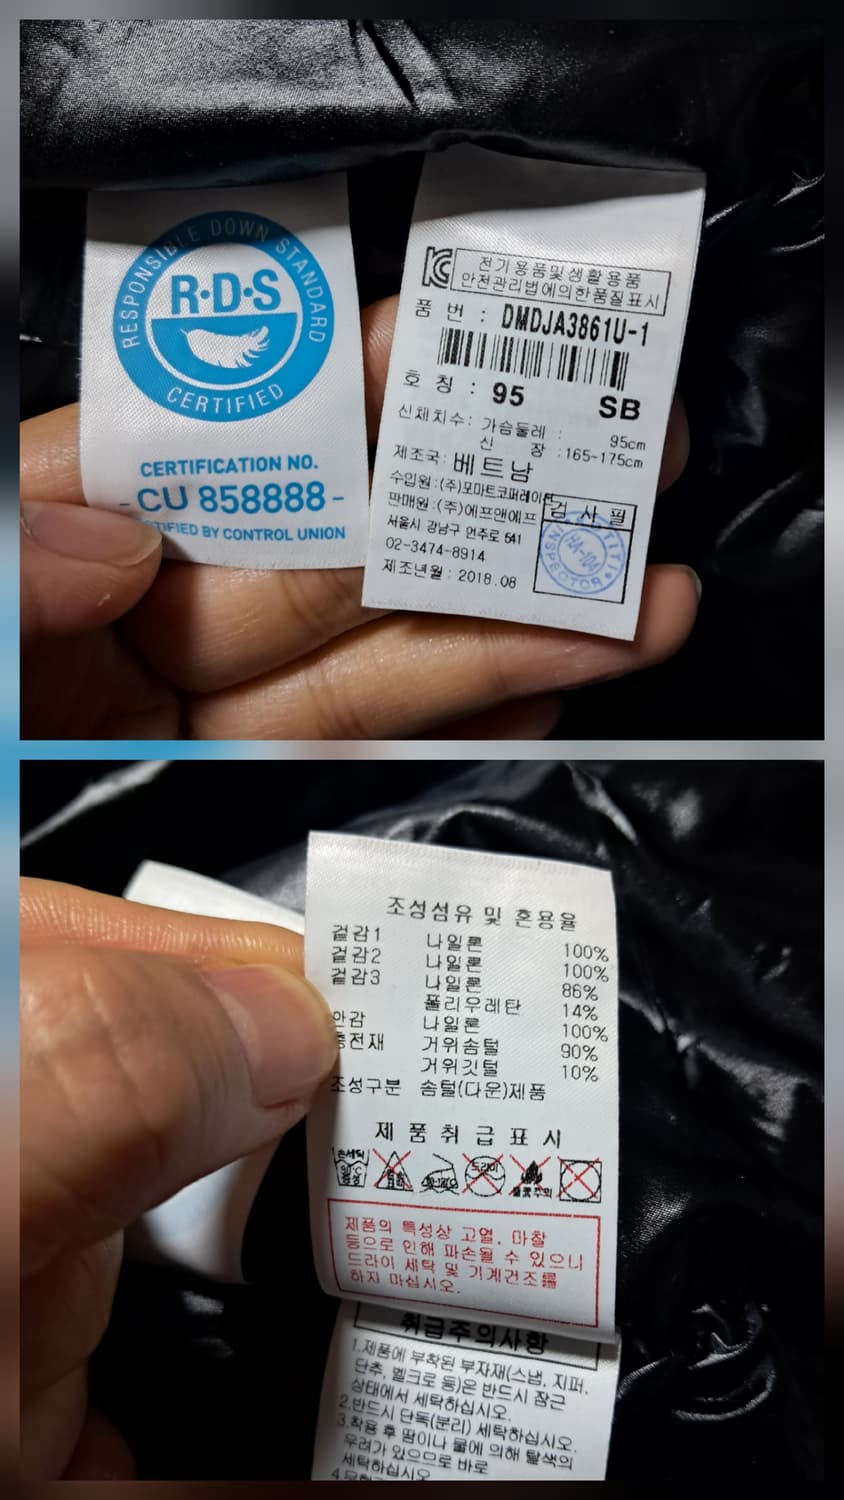 RESPONSIBLE DOWN STANDARD
R·D·S
CERTIFIED
CERTIFICATION NO.
- CU 858888 -
TIFIED BY CONTROL UNION
전기용품및생활용품
안전관리법에의한품질표시
품 번 : DMDJA3861U-1
호 칭 : 95 SB
신체치수: 가슴둘레 : 95cm
신 장 :165-175cm
제조국: 베트남
수입원 :(주)포마트코퍼레이션
판매원 :(주)에프앤에프
서울시 강남구 언주로 541
02-3474-8914
제조년월 : 2018.08
검 사 필
HA-104
INSPECTOR
조성섬유 및 혼용율
겉감1 나일론 100%
겉감2 나일론 100%
겉감3 나일론 86%
폴리우레탄 14%
안감 나일론 100%
충전재 거위솜털 90%
거위깃털 10%
조성구분 솜털(다운)제품
제 품 취 급 표 시
손세탁
중성
드라이
제품의 특성상 고열, 마찰
등으로 인해 파손될 수 있으니
드라이 세탁 및 기계건조를
하지 마십시오.
취급주의사항
1.제품에 부착된 부자재(스냅, 지퍼,
단추, 벨크로 등)은 반드시 잠근
상태에서 세탁하십시오.
2.반드시 단독(분리) 세탁하십시오.
3.착용 후 땀이나 물에 의해 탈색의
우려가 있으므로 바로
세탁하십시오